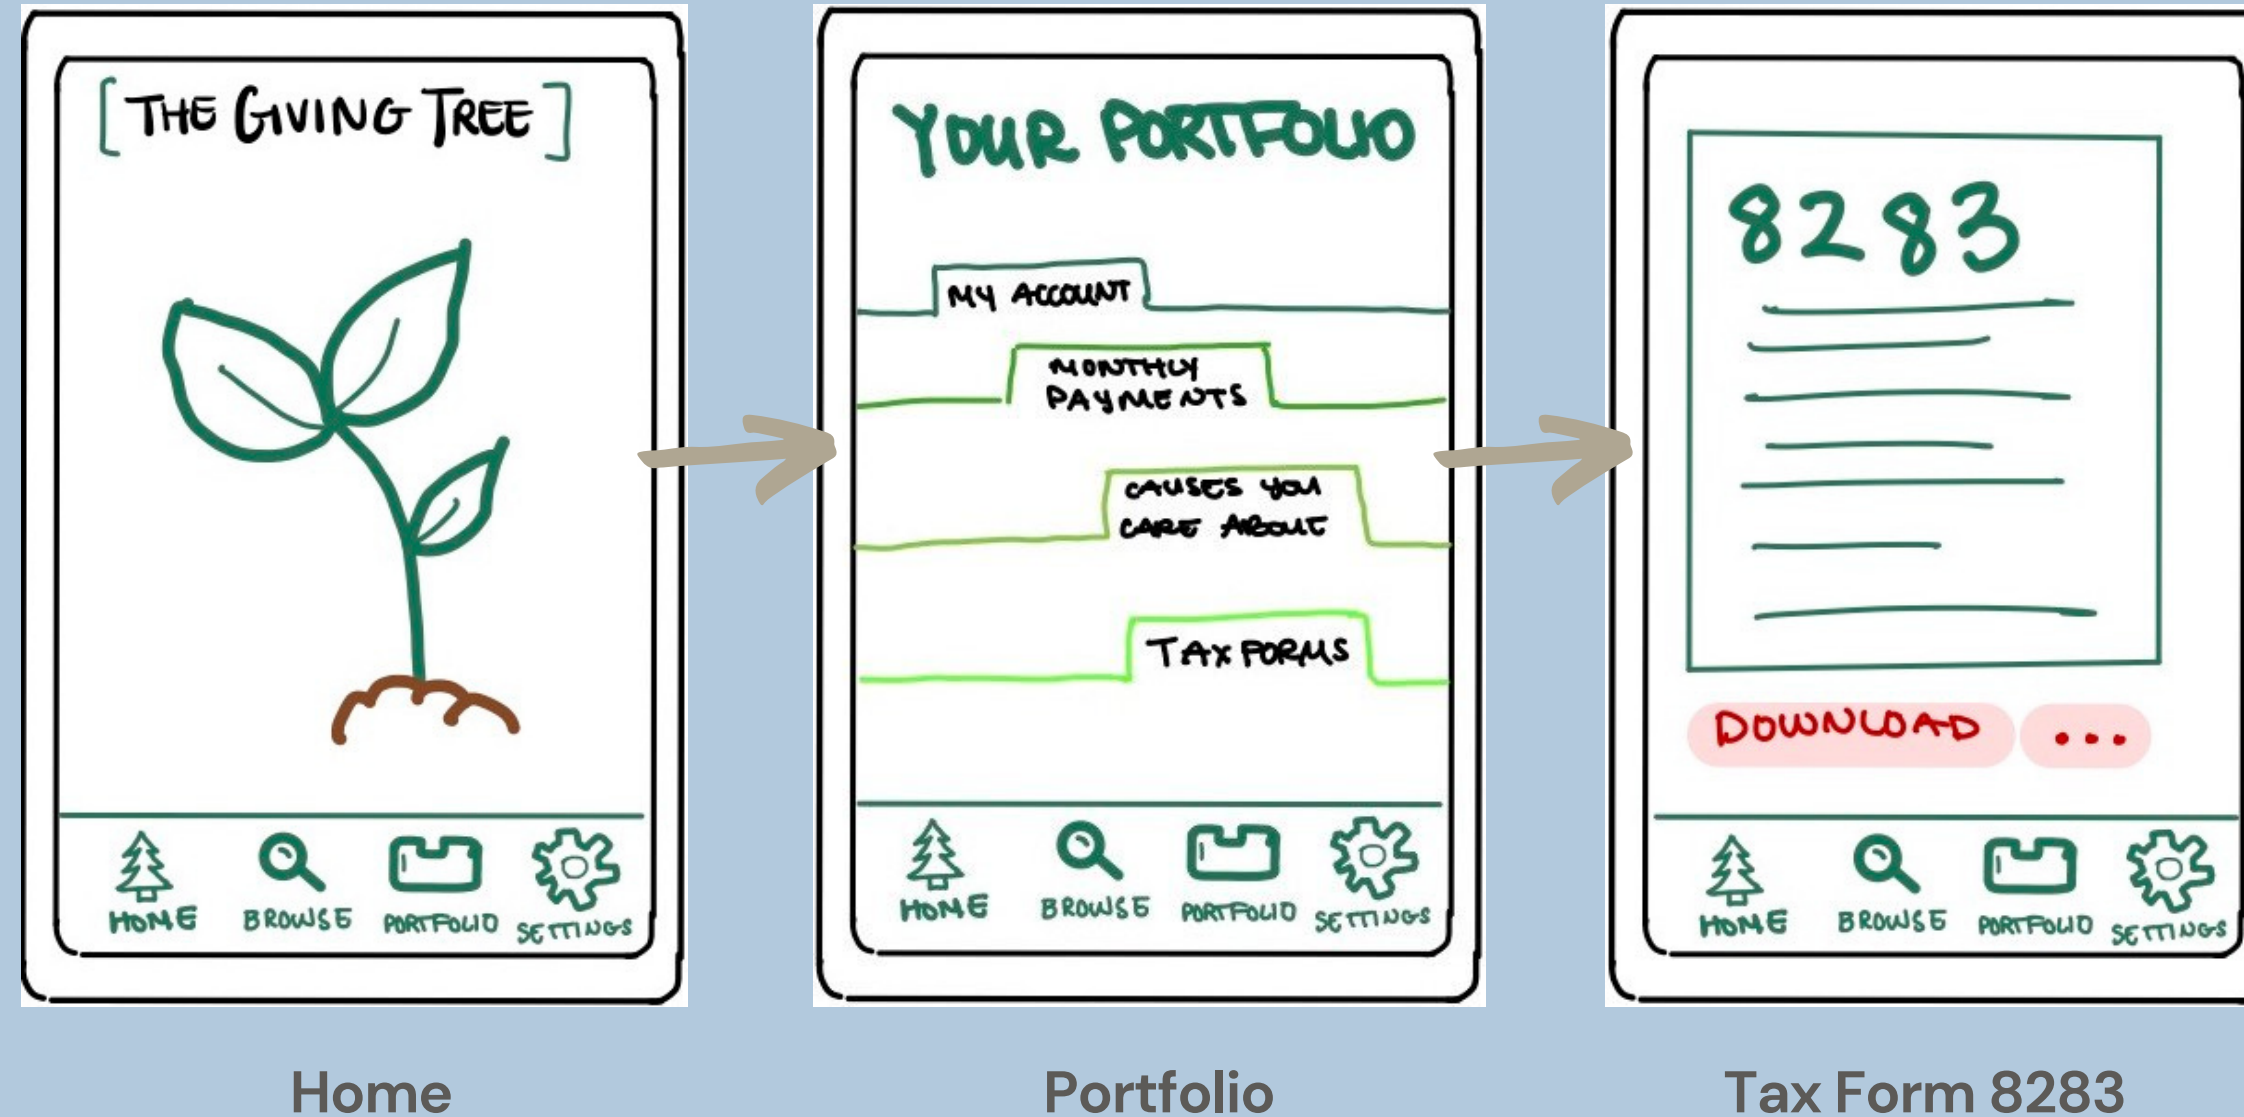 [THE GIVING TREE]
HOME BROWSE PORTFOLIO SETTINGS
Home
YOUR PORTFOLIO
MY ACCOUNT
MONTHLY
PAYMENTS
CAUSES YOU
CARE ABOUT
TAX FORMS
HOME BROWSE PORTFOLIO SETTINGS
Portfolio
8283
DOWNLOAD ...
HOME BROWSE PORTFOLIO SETTINGS
Tax Form 8283